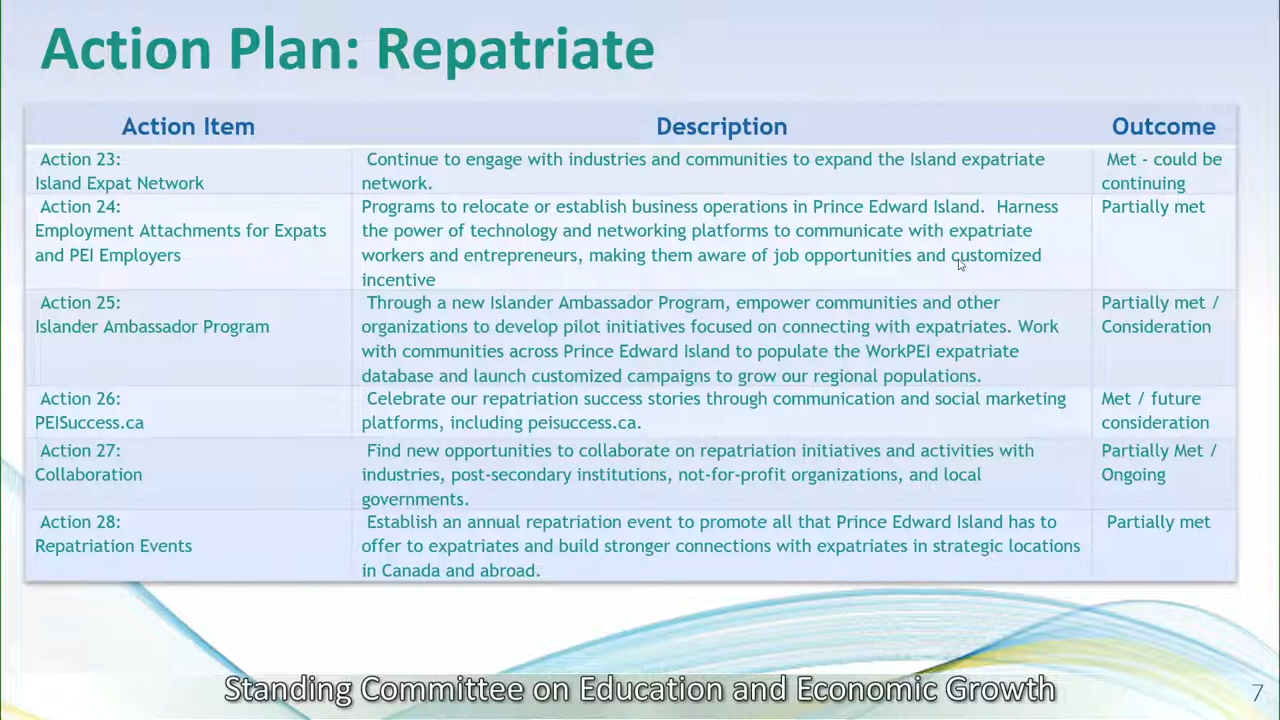 Action Plan: Repatriate
Action Item
Description
Outcome
Action 23:
Island Expat Network
Continue to engage with industries and communities to expand the Island expatriate
network.
Met - could be
continuing
Action 24:
Employment Attachments for Expats
and PEI Employers
Programs to relocate or establish business operations in Prince Edward Island. Harness
the power of technology and networking platforms to communicate with expatriate
workers and entrepreneurs, making them aware of job opportunities and customized
incentive
Partially met
Action 25:
Islander Ambassador Program
Through a new Islander Ambassador Program, empower communities and other
organizations to develop pilot initiatives focused on connecting with expatriates. Work
with communities across Prince Edward Island to populate the WorkPEI expatriate
database and launch customized campaigns to grow our regional populations.
Partially met /
Consideration
Action 26:
PEISuccess.ca
Celebrate our repatriation success stories through communication and social marketing
platforms, including peisuccess.ca.
Met / future
consideration
Action 27:
Collaboration
Find new opportunities to collaborate on repatriation initiatives and activities with
industries, post-secondary institutions, not-for-profit organizations, and local
governments.
Partially Met /
Ongoing
Action 28:
Repatriation Events
Establish an annual repatriation event to promote all that Prince Edward Island has to
offer to expatriates and build stronger connections with expatriates in strategic locations
in Canada and abroad.
Partially met
Standing Committee on Education and Economic Growth
7